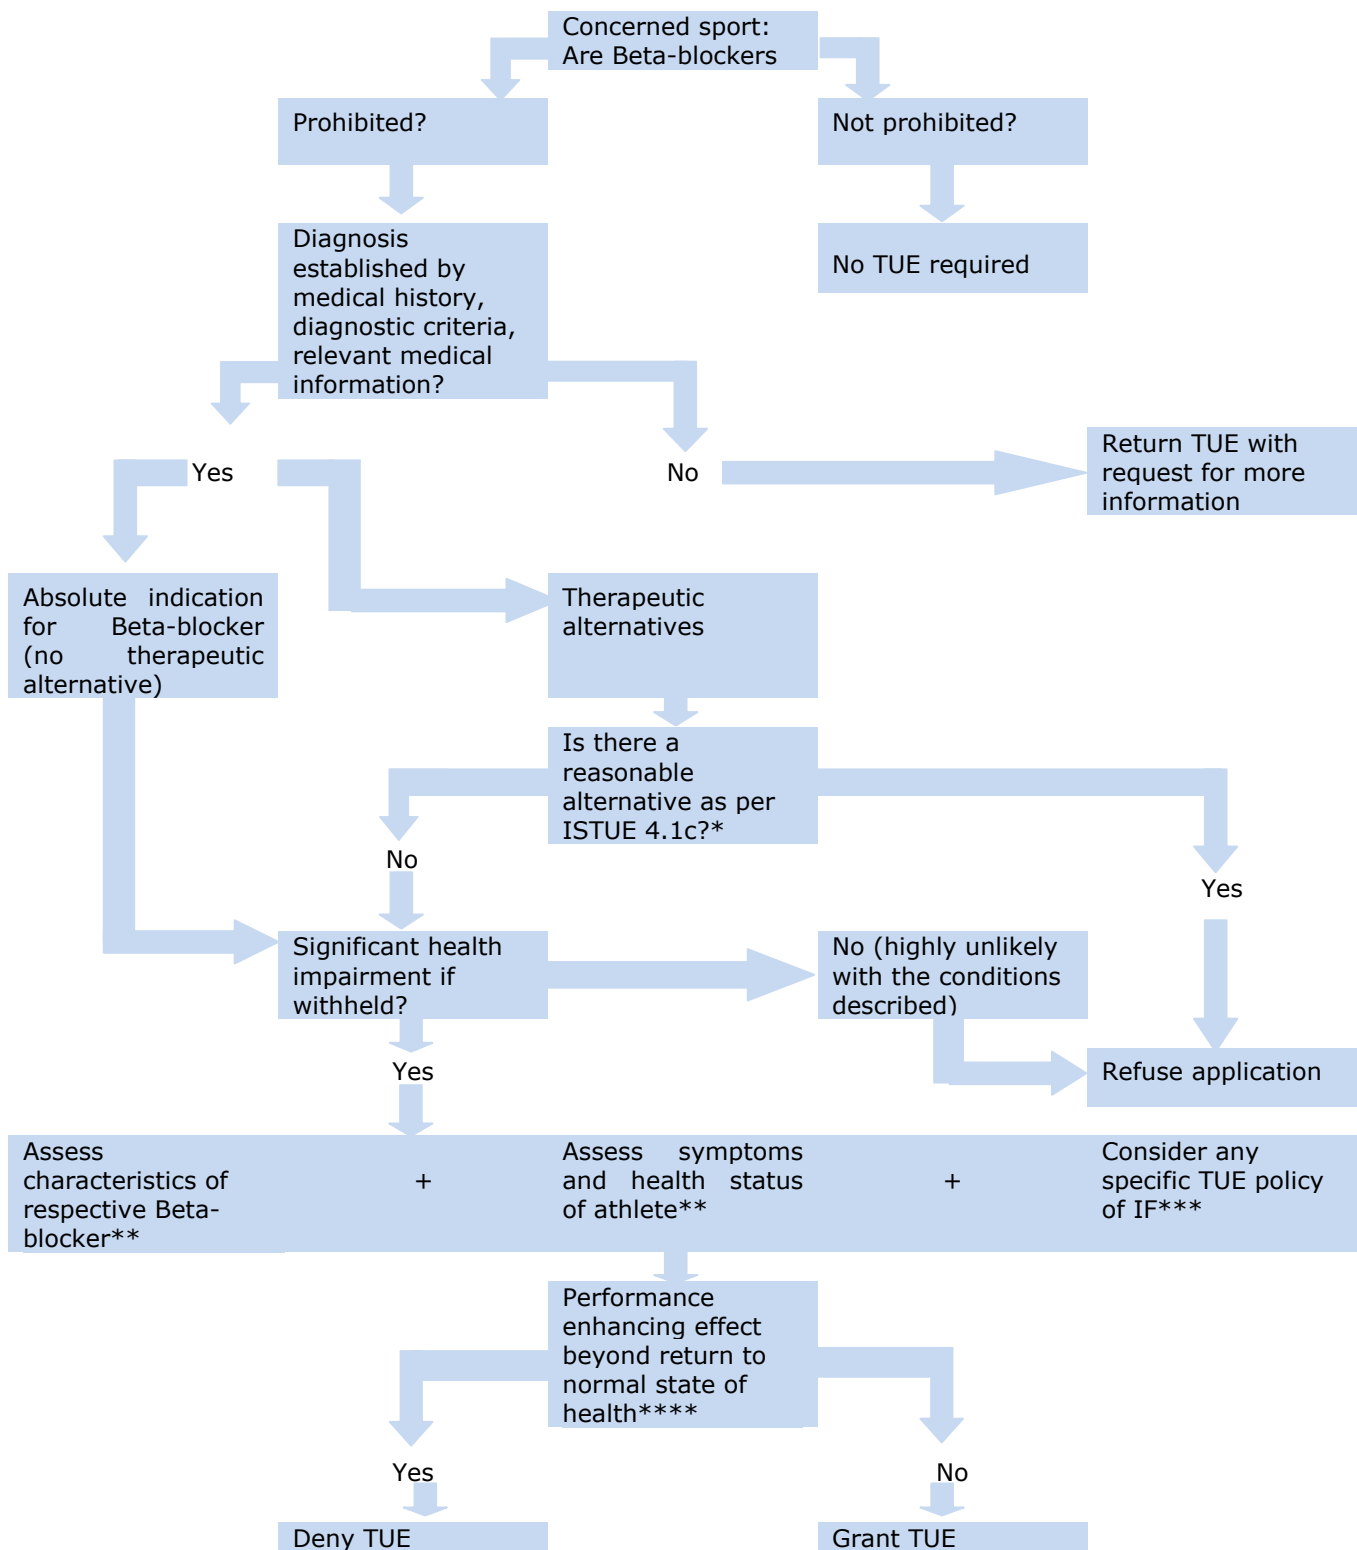 Concerned sport:
Are Beta-blockers
Prohibited?
Not prohibited?
Diagnosis
established by
medical history,
diagnostic criteria,
relevant medical
information?
No TUE required
Yes
No
Return TUE with
request for more
information
Absolute indication
for Beta-blocker
(no therapeutic
alternative)
Therapeutic
alternatives
Is there a
reasonable
alternative as per
ISTUE 4.1c?*
No
Yes
Significant health
impairment if
withheld?
No (highly unlikely
with the conditions
described)
Yes
Refuse application
Assess
characteristics of
respective Beta-
blocker**
+
Assess symptoms
and health status
of athlete**
+
Consider any
specific TUE policy
of IF***
Performance
enhancing effect
beyond return to
normal state of
health****
Yes
No
Deny TUE
Grant TUE